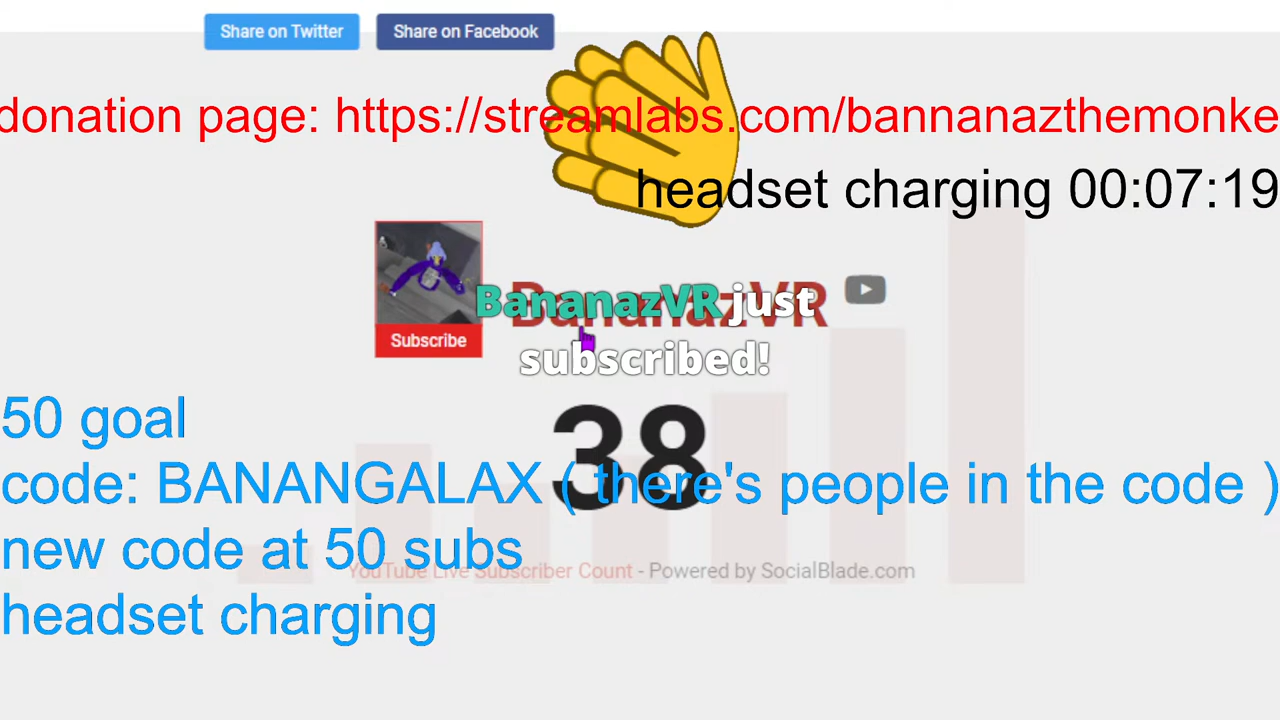 Share on Twitter Share on Facebook
donation page: https://streamlabs.com/bannanazthemonke
headset charging 00:07:19
BananazVR
BananazVR just
subscribed!
Subscribe
38
50 goal
code: BANANGALAX ( there's people in the code )
new code at 50 subs
YouTube Live Subscriber Count - Powered by SocialBlade.com
headset charging